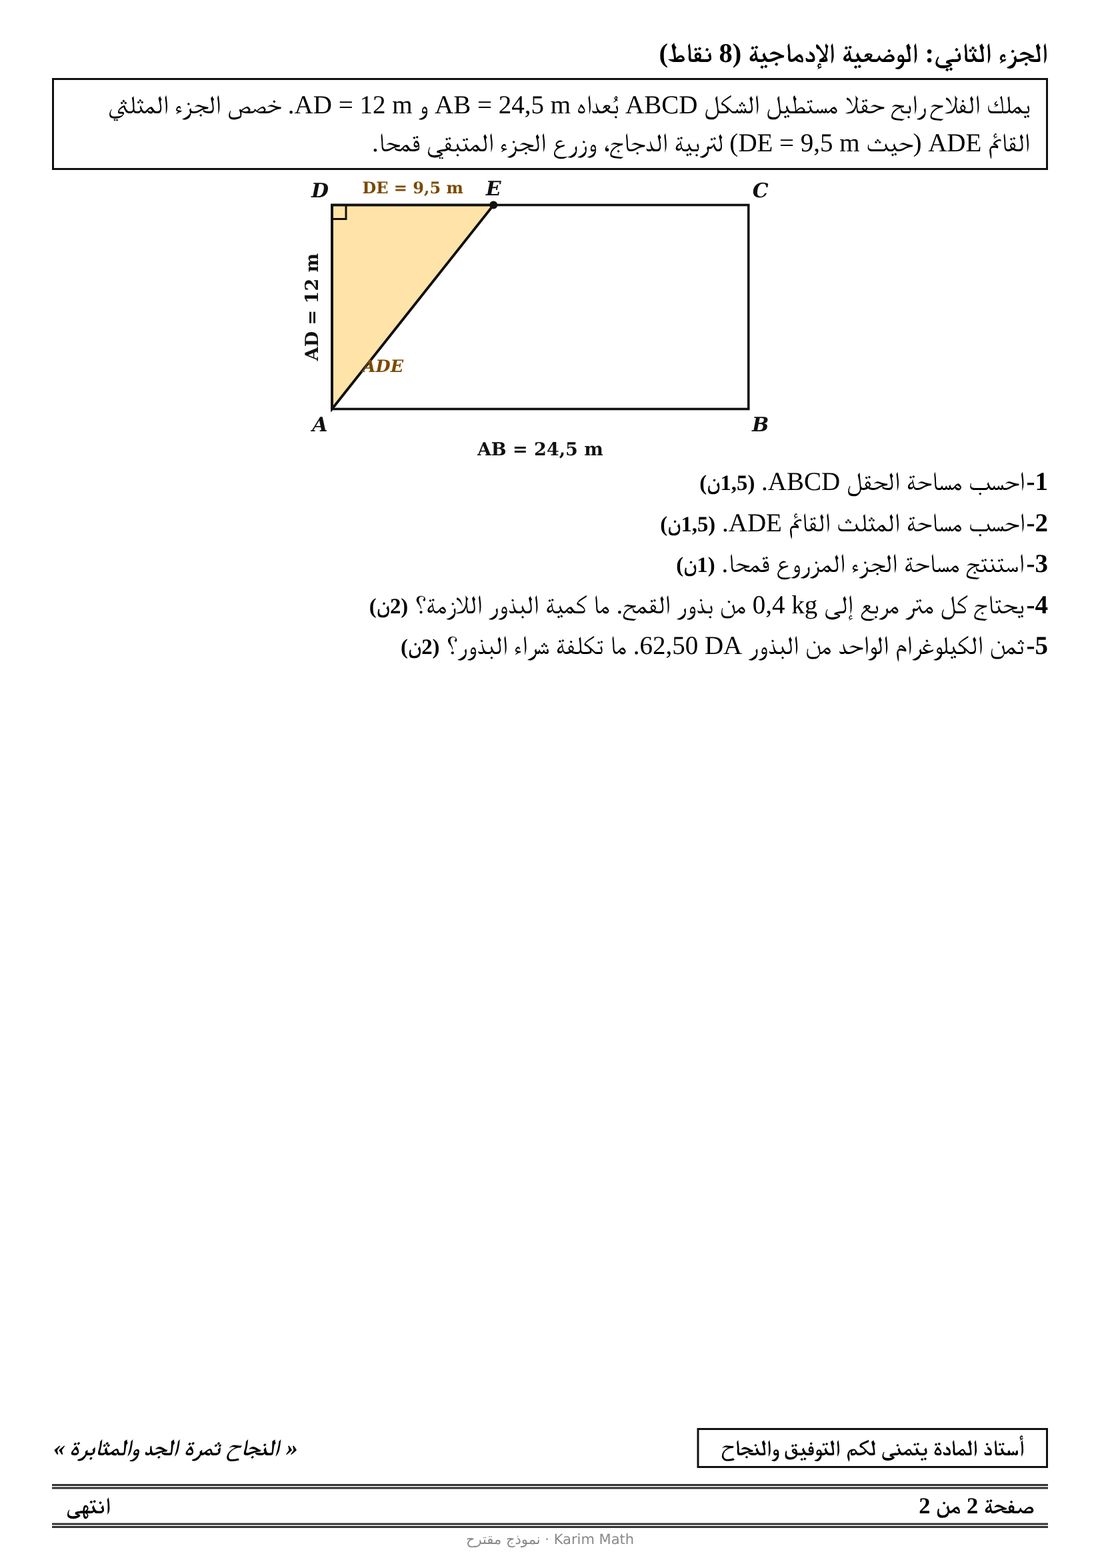 الجزء الثاني: الوضعية الإدماجية (8 نقاط)
يملك الفلاح رابح حقلا مستطيل الشكل ABCD بُعداه AB = 24,5 m و AD = 12 m. خصص الجزء المثلثي
القائم ADE (حيث DE = 9,5 m) لتربية الدجاج، وزرع الجزء المتبقي قمحا.
D DE = 9,5 m E C
AD = 12 m
ADE
A B
AB = 24,5 m
1-احسب مساحة الحقل ABCD. (1,5ن)
2-احسب مساحة المثلث القائم ADE. (1,5ن)
3-استنتج مساحة الجزء المزروع قمحا. (1ن)
4-يحتاج كل متر مربع إلى 0,4 kg من بذور القمح. ما كمية البذور اللازمة؟ (2ن)
5-ثمن الكيلوغرام الواحد من البذور 62,50 DA. ما تكلفة شراء البذور؟ (2ن)
أستاذ المادة يتمنى لكم التوفيق والنجاح
« النجاح ثمرة الجد والمثابرة »
صفحة 2 من 2
انتهى
Karim Math · نموذج مقترح